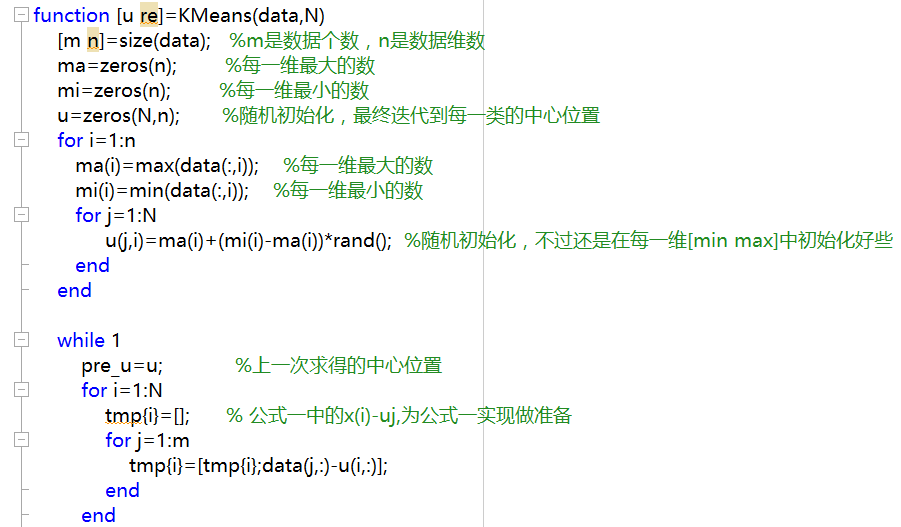 function [u re]=KMeans(data,N)
[m n]=size(data); %m是数据个数，n是数据维数
ma=zeros(n); %每一维最大的数
mi=zeros(n); %每一维最小的数
u=zeros(N,n); %随机初始化，最终迭代到每一类的中心位置
for i=1:n
ma(i)=max(data(:,i)); %每一维最大的数
mi(i)=min(data(:,i)); %每一维最小的数
for j=1:N
u(j,i)=ma(i)+(mi(i)-ma(i))*rand(); %随机初始化，不过还是在每一维[min max]中初始化好些
end
end
while 1
pre_u=u; %上一次求得的中心位置
for i=1:N
tmp{i}=[]; % 公式一中的x(i)-uj,为公式一实现做准备
for j=1:m
tmp{i}=[tmp{i};data(j,:)-u(i,:)];
end
end